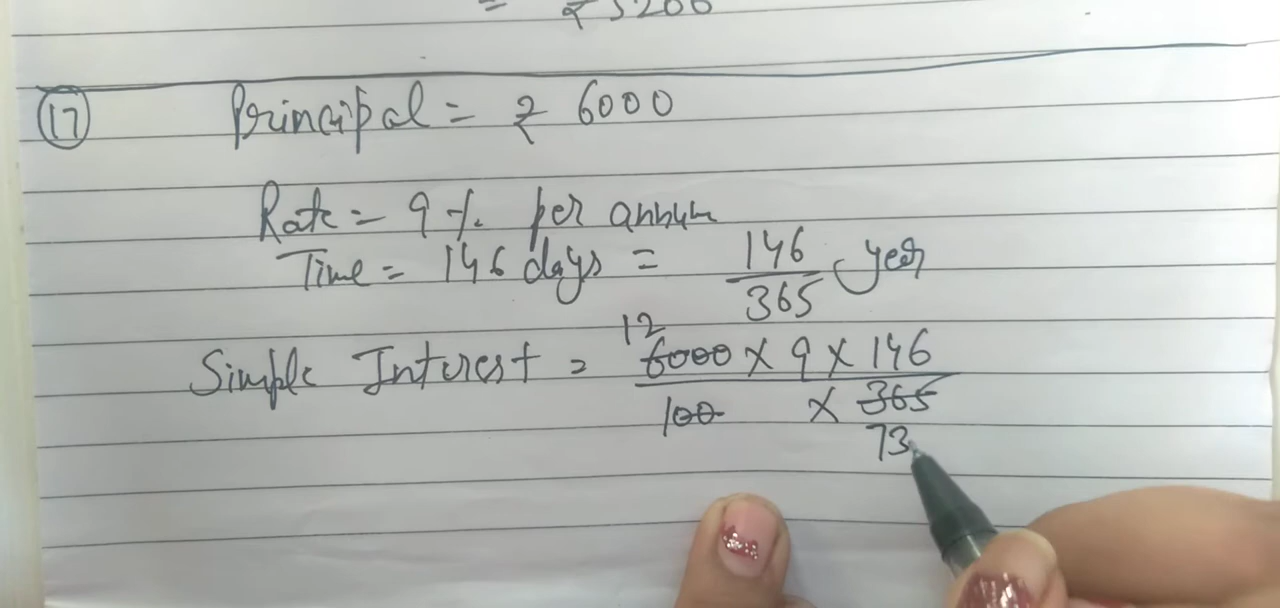 = ₹ 5200
17 Principal = ₹ 6000
Rate = 9 % per annum
Time = 146 days = 146/365 year
12
Simple Interest = 6000 × 9 × 146
100 × 365
73